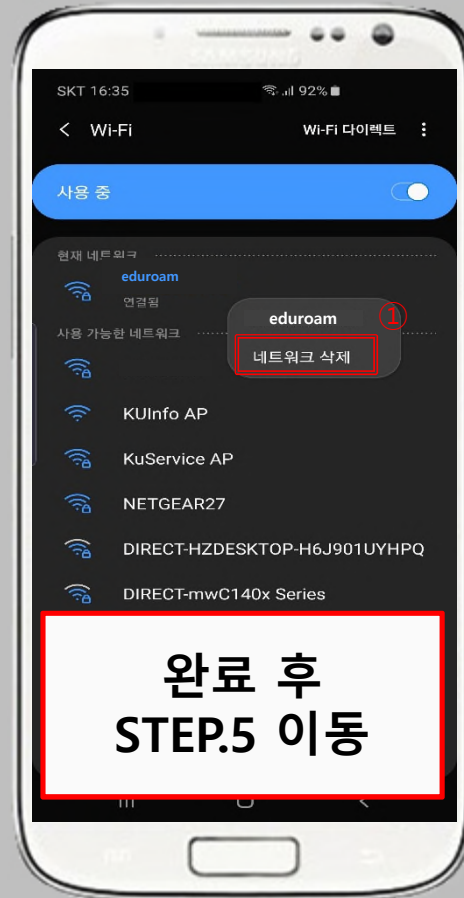 SAMSUNG
SKT 16:35 92%
Wi-Fi Wi-Fi 다이렉트
사용 중
현재 네트워크
eduroam
연결됨
eduroam ①
사용 가능한 네트워크
네트워크 삭제
KUInfo AP
KuService AP
NETGEAR27
DIRECT-HZDESKTOP-H6J901UYHPQ
DIRECT-mwC140x Series
완료 후
STEP.5 이동